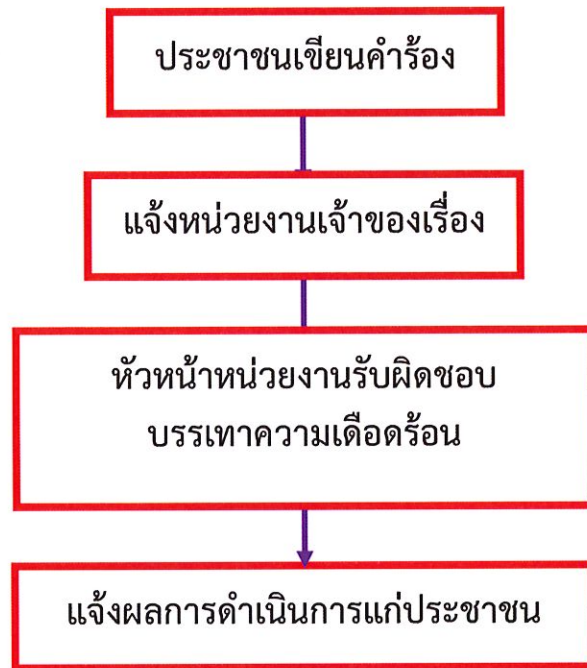 ประชาชนเขียนคำร้อง
แจ้งหน่วยงานเจ้าของเรื่อง
หัวหน้าหน่วยงานรับผิดชอบ
บรรเทาความเดือดร้อน
แจ้งผลการดำเนินการแก่ประชาชน